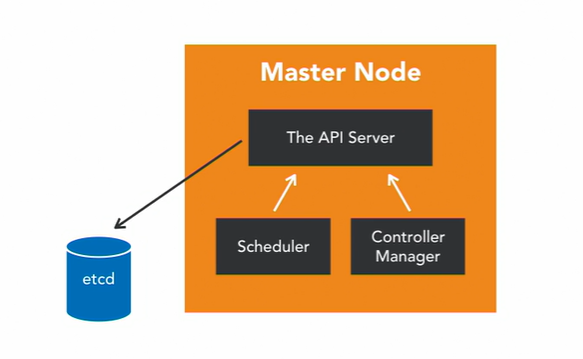 Master Node
The API Server
Scheduler
Controller
Manager
etcd